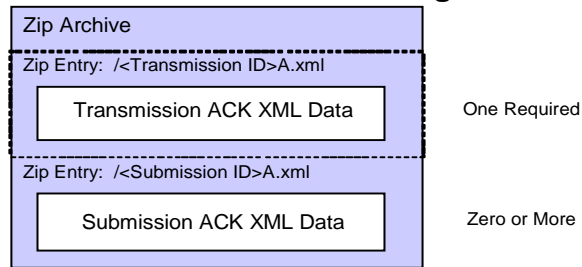 Zip Archive
Zip Entry: /<Transmission ID>A.xml
Transmission ACK XML Data
One Required
Zip Entry: /<Submission ID>A.xml
Submission ACK XML Data
Zero or More